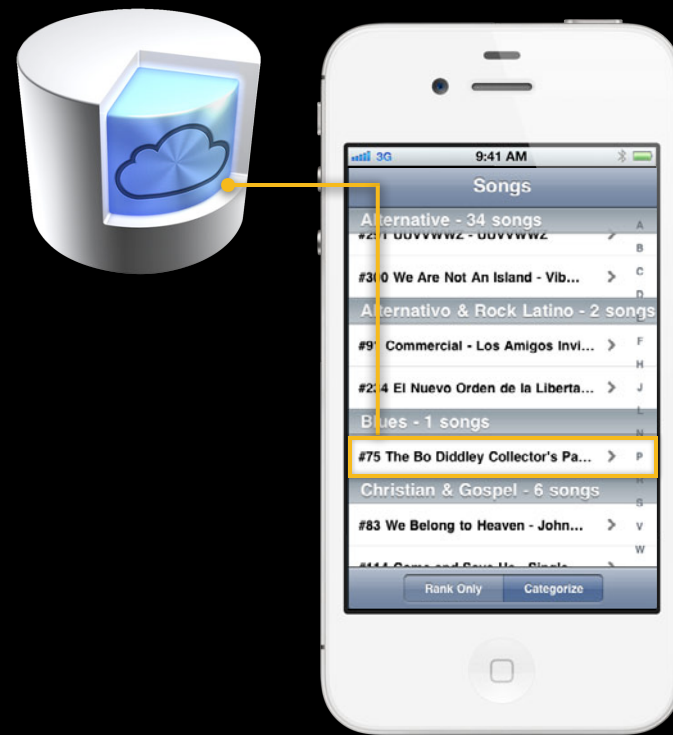 3G 9:41 AM
Songs
Alternative - 34 songs
A
B
#300 We Are Not An Island - Vib...
C
D
Alternativo & Rock Latino - 2 songs
Commercial - Los Amigos Invi...
F
H
El Nuevo Orden de la Liberta...
J
L
Blues - 1 songs
N
#75 The Bo Diddley Collector's Pa...
P
R
Christian & Gospel - 6 songs
S
#83 We Belong to Heaven - John...
V
W
Rank Only Categorize